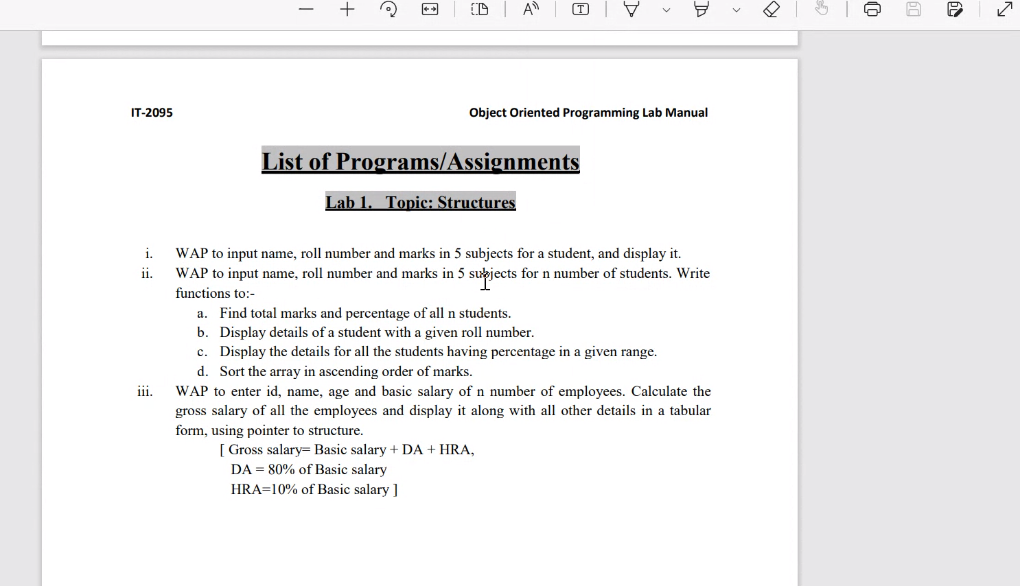 IT-2095 Object Oriented Programming Lab Manual
List of Programs/Assignments
Lab 1. Topic: Structures
i. WAP to input name, roll number and marks in 5 subjects for a student, and display it.
ii. WAP to input name, roll number and marks in 5 subjects for n number of students. Write
functions to:-
a. Find total marks and percentage of all n students.
b. Display details of a student with a given roll number.
c. Display the details for all the students having percentage in a given range.
d. Sort the array in ascending order of marks.
iii. WAP to enter id, name, age and basic salary of n number of employees. Calculate the
gross salary of all the employees and display it along with all other details in a tabular
form, using pointer to structure.
[ Gross salary= Basic salary + DA + HRA,
DA = 80% of Basic salary
HRA=10% of Basic salary ]